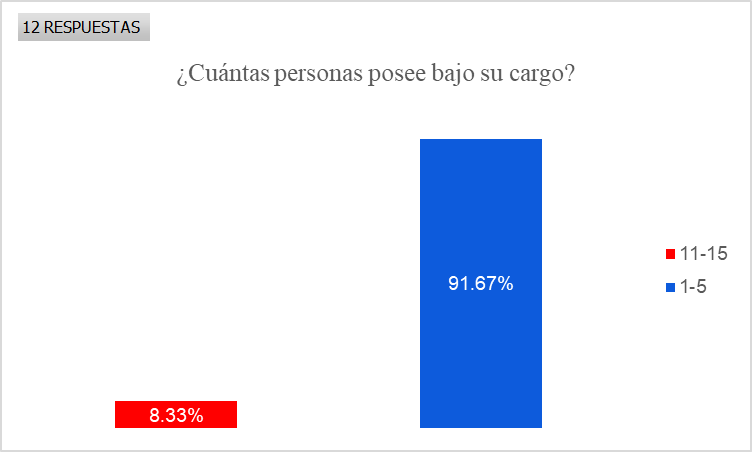 12 RESPUESTAS
¿Cuántas personas posee bajo su cargo?
91.67%
8.33%
11-15
1-5